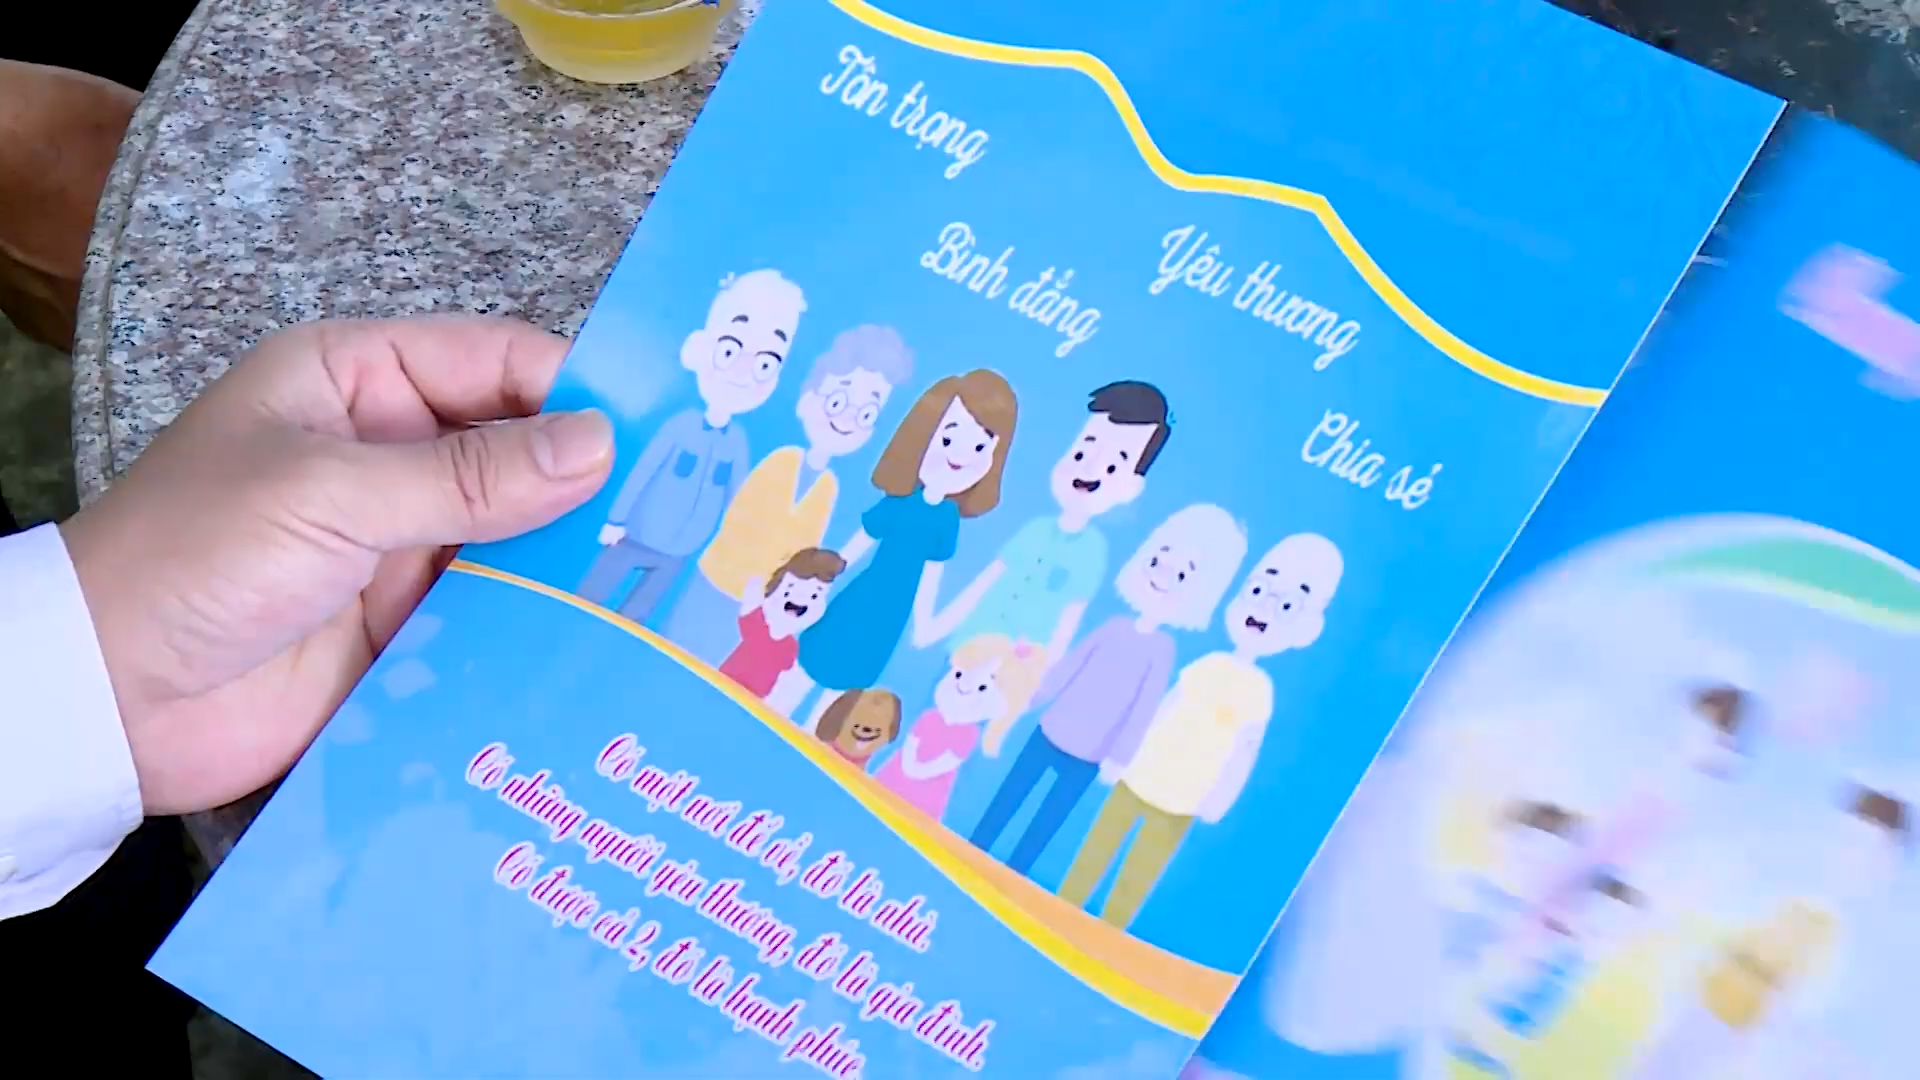 Tôn trọng
Bình đẳng
Yêu thương
Chia sẻ
Có một nơi để về, đó là nhà.
Có những người yêu thương, đó là gia đình.
Có được cả 2, đó là hạnh phúc.